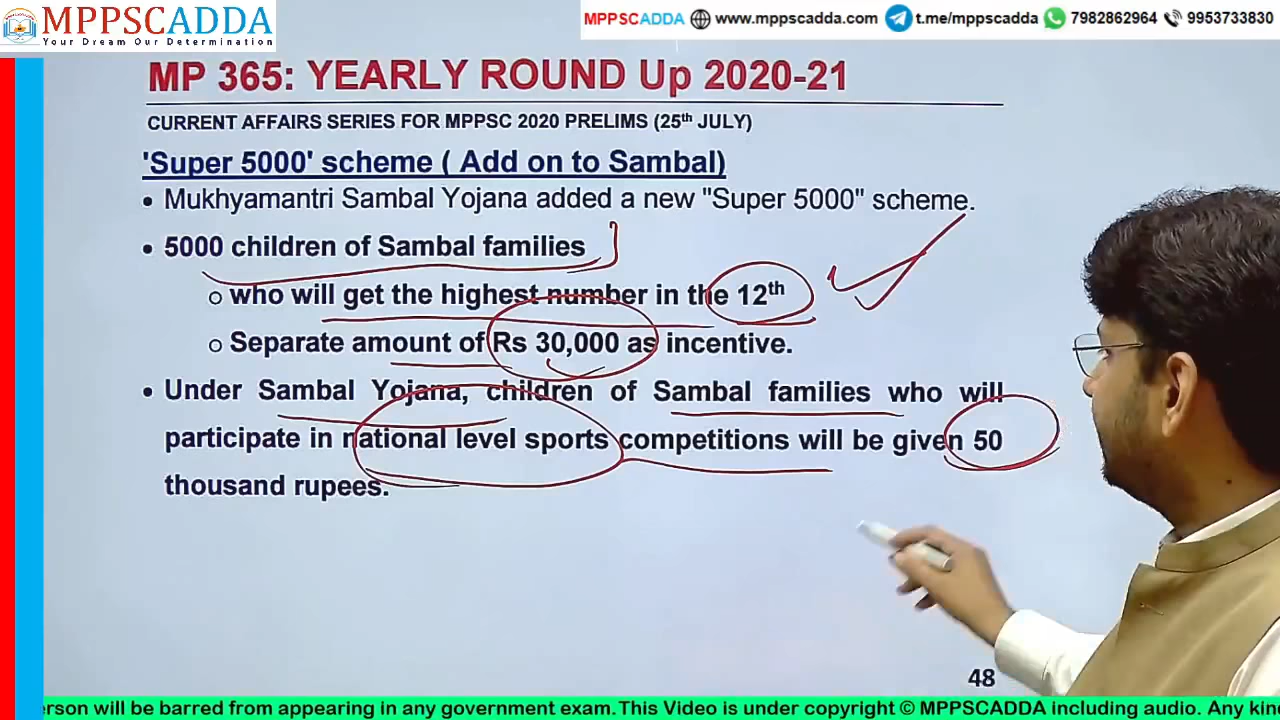 MPPSCADDA
Your Dream Our Determination
MPPSCADDA www.mppscadda.com t.me/mppscadda 7982862964 9953733830
MP 365: YEARLY ROUND Up 2020-21
CURRENT AFFAIRS SERIES FOR MPPSC 2020 PRELIMS (25th JULY)
'Super 5000' scheme ( Add on to Sambal)
• Mukhyamantri Sambal Yojana added a new "Super 5000" scheme.
• 5000 children of Sambal families
o who will get the highest number in the 12th
o Separate amount of Rs 30,000 as incentive.
• Under Sambal Yojana, children of Sambal families who will
participate in national level sports competitions will be given 50
thousand rupees.
48
erson will be barred from appearing in any government exam.This Video is under copyright © MPPSCADDA including audio. Any kin